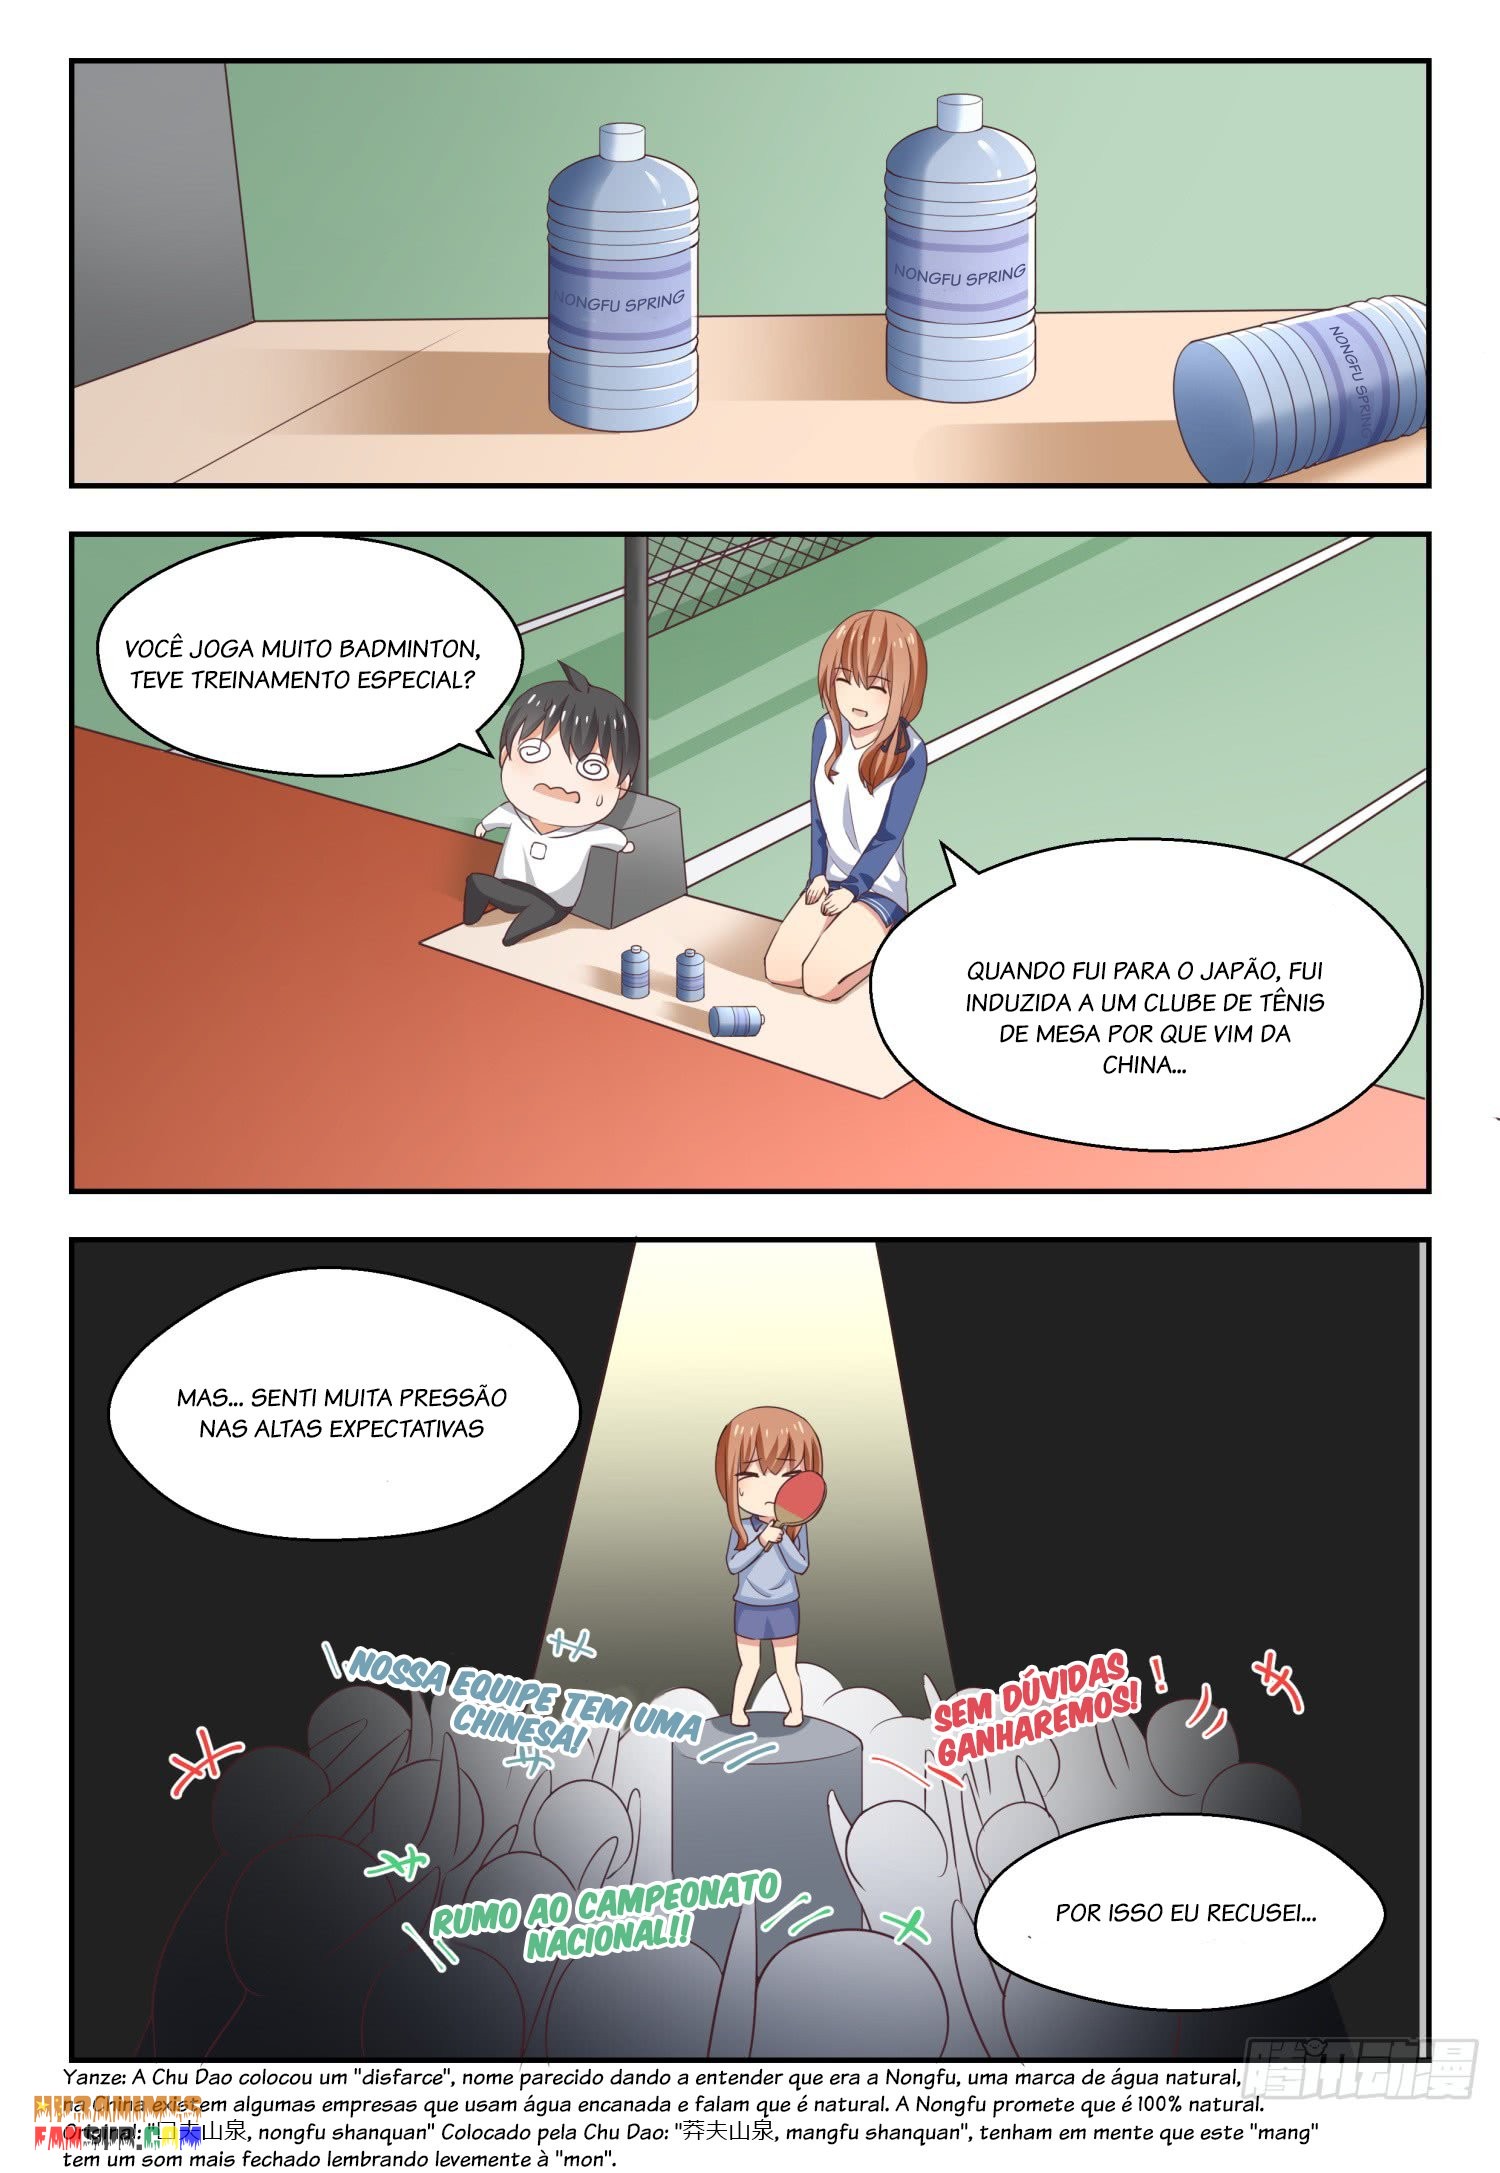 NONGFU SPRING
NONGFU SPRING
NONGFU SPRING
VOCÊ JOGA MUITO BADMINTON,
TEVE TREINAMENTO ESPECIAL?
QUANDO FUI PARA O JAPÃO, FUI
INDUZIDA A UM CLUBE DE TÊNIS
DE MESA POR QUE VIM DA
CHINA...
MAS... SENTI MUITA PRESSÃO
NAS ALTAS EXPECTATIVAS
NOSSA EQUIPE TEM UMA
CHINESA!
SEM DÚVIDAS
GANHAREMOS!
RUMO AO CAMPEONATO
NACIONAL!!
POR ISSO EU RECUSEI...
腾讯动漫
Yanze: A Chu Dao colocou um "disfarce", nome parecido dando a entender que era a Nongfu, uma marca de água natural,
na China existem algumas empresas que usam água encanada e falam que é natural. A Nongfu promete que é 100% natural.
夫山泉, nongfu shanquan" Colocado pela Chu Dao: "莽夫山泉, mangfu shanquan", tenham em mente que este "mang"
tem um som mais fechado lembrando levemente à "mon".